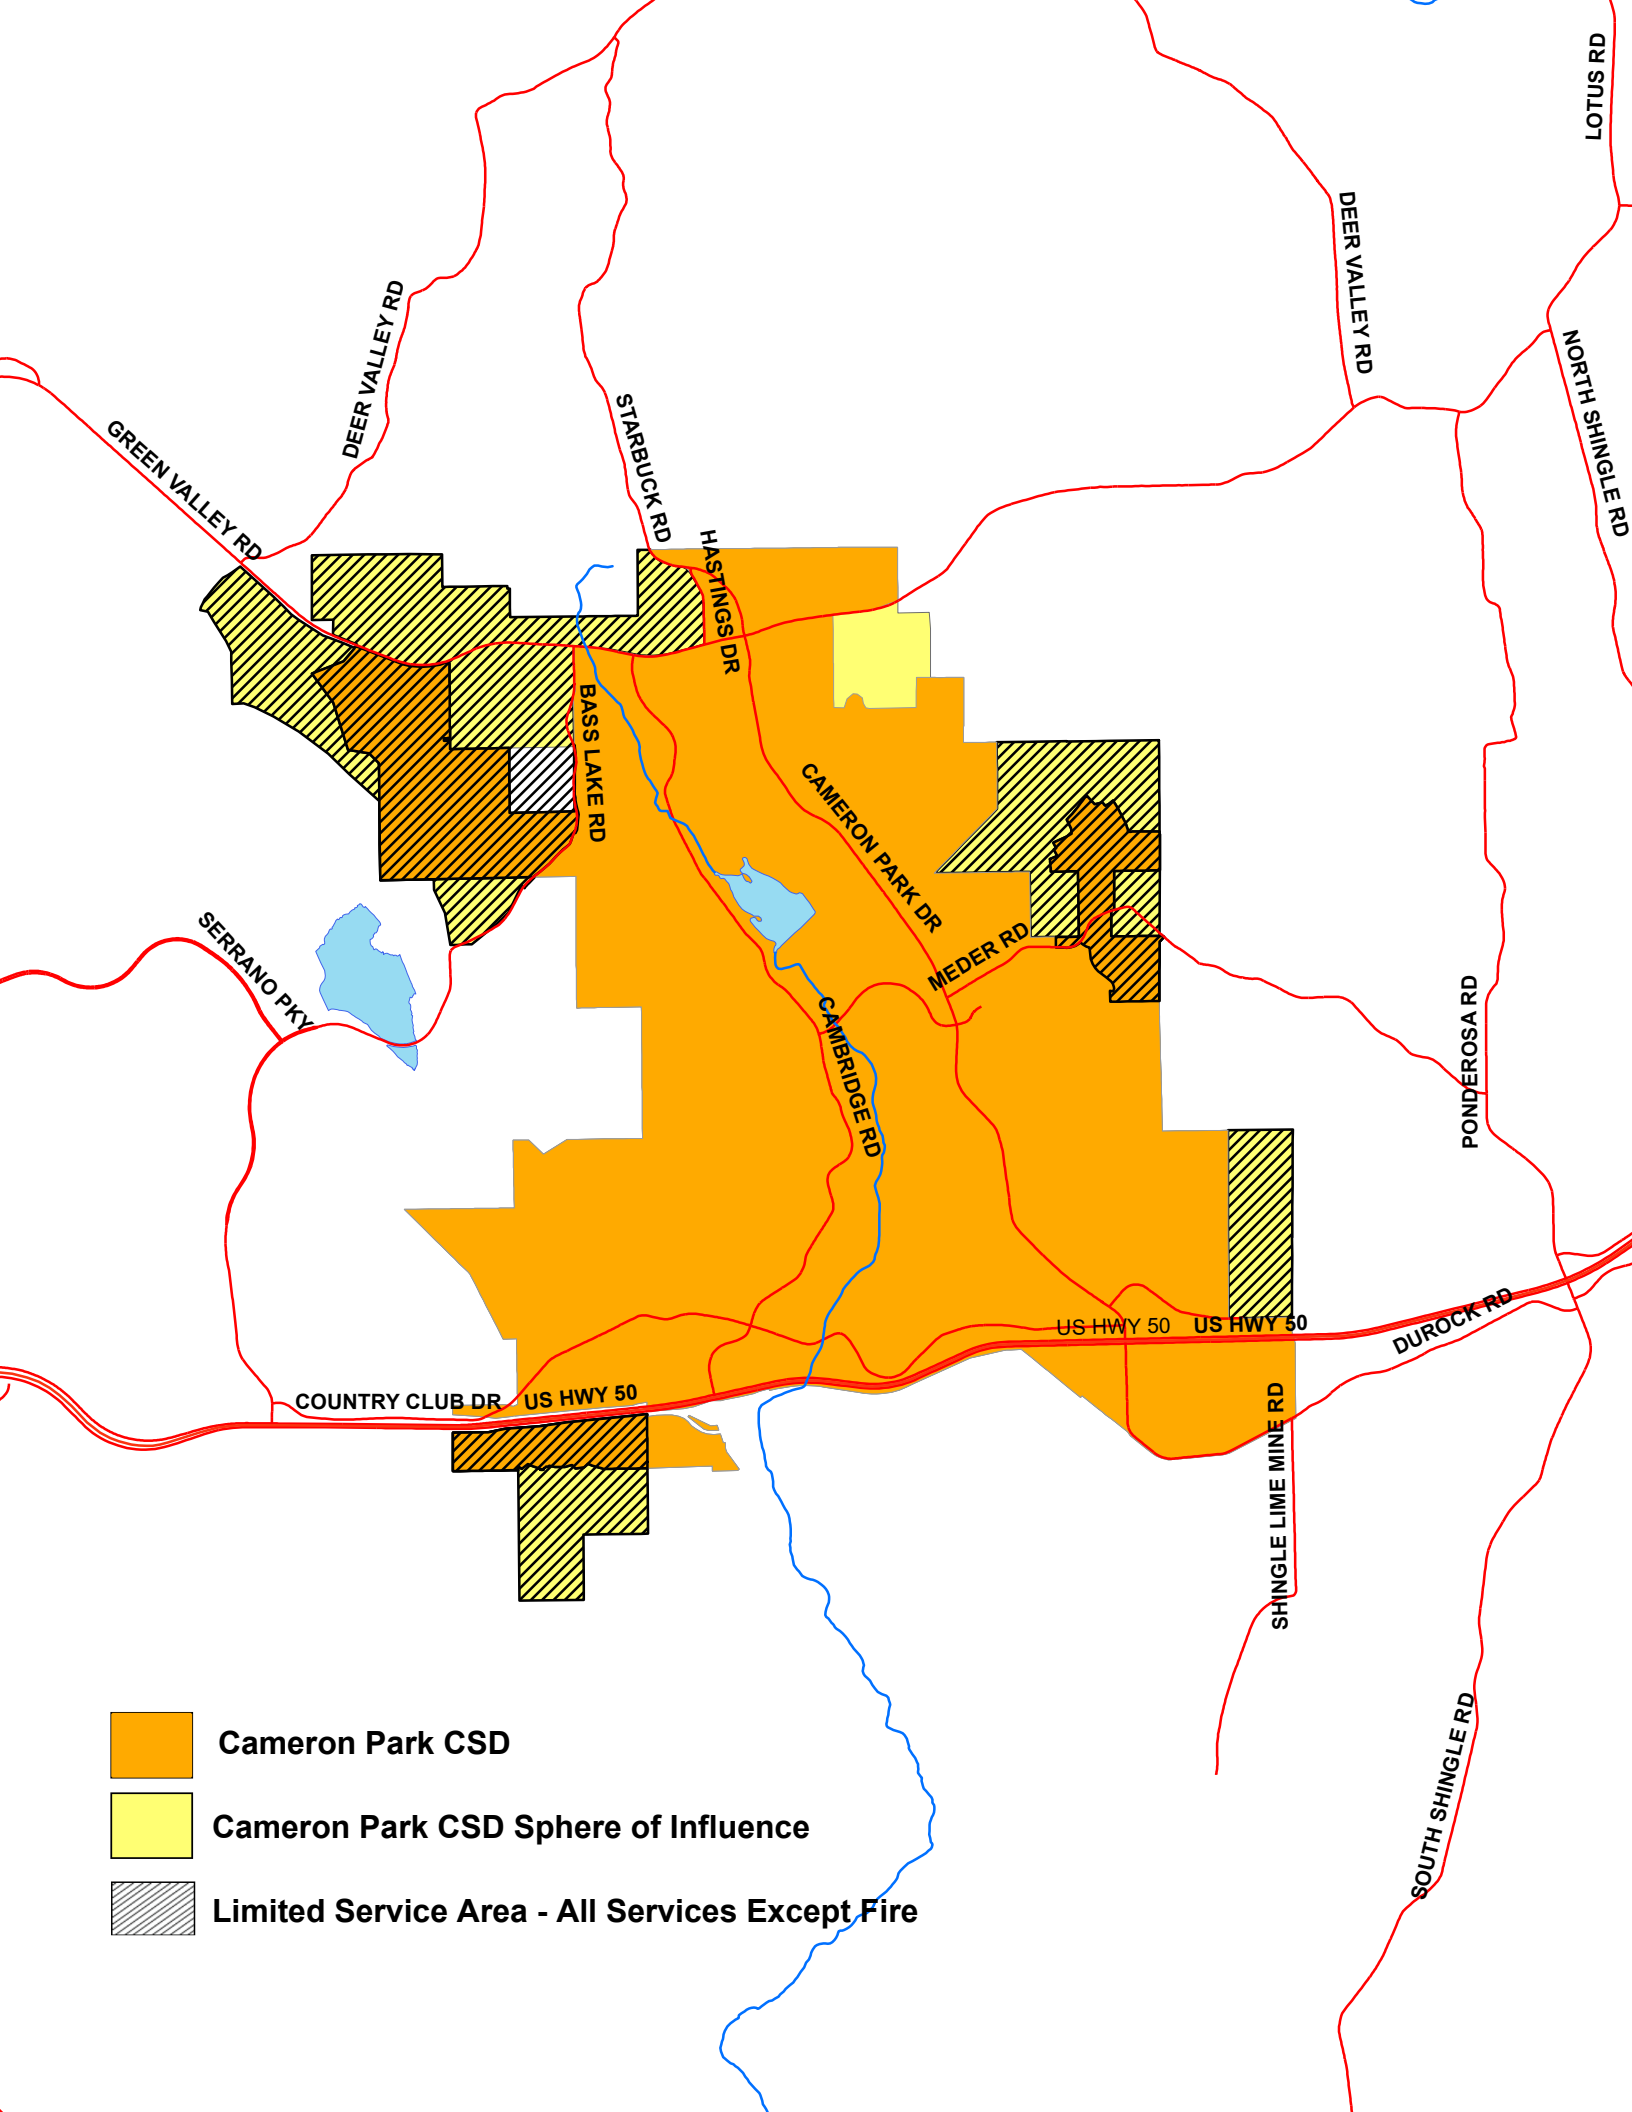 LOTUS RD
DEER VALLEY RD
DEER VALLEY RD
NORTH SHINGLE RD
STARBUCK RD
GREEN VALLEY RD
HASTINGS DR
BASS LAKE RD
CAMERON PARK DR
SERRANO PKY
MEDER RD
CAMBRIDGE RD
PONDEROSA RD
US HWY 50
US HWY 50
DUROCK RD
COUNTRY CLUB DR
US HWY 50
SHINGLE LIME MINE RD
SOUTH SHINGLE RD
Cameron Park CSD
Cameron Park CSD Sphere of Influence
Limited Service Area - All Services Except Fire